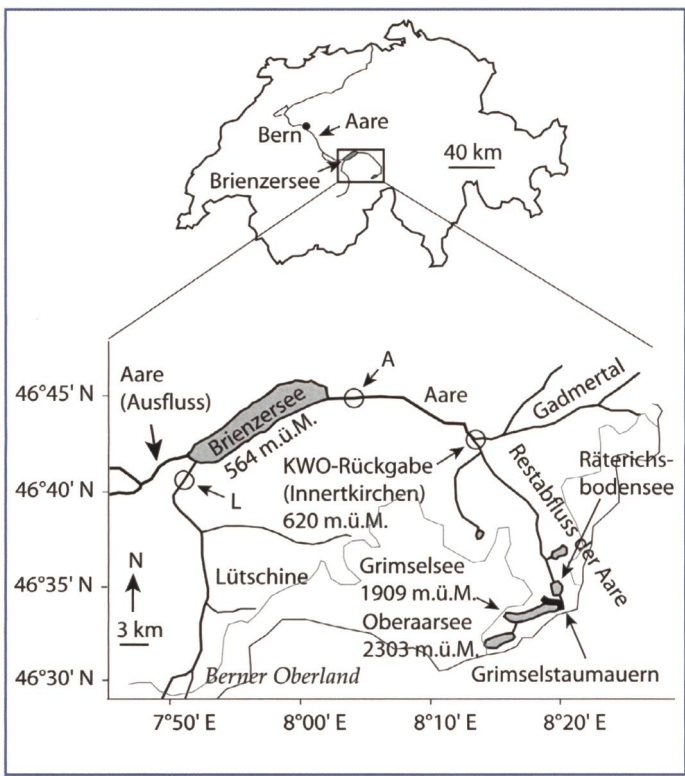 Bern
Aare
Brienzersee
40 km
A
Aare
(Ausfluss)
Aare
Gadmertal
46°45' N
Brienzersee
564 m.ü.M.
KWO-Rückgabe
(Innertkirchen)
620 m.ü.M.
Restabfluss der Aare
Räterichs-
bodensee
46°40' N
L
N
3 km
Lütschine
Grimselsee
1909 m.ü.M.
46°35' N
Oberaarsee
2303 m.ü.M.
Grimselstaumauern
Berner Oberland
46°30' N
7°50' E
8°00' E
8°10' E
8°20' E